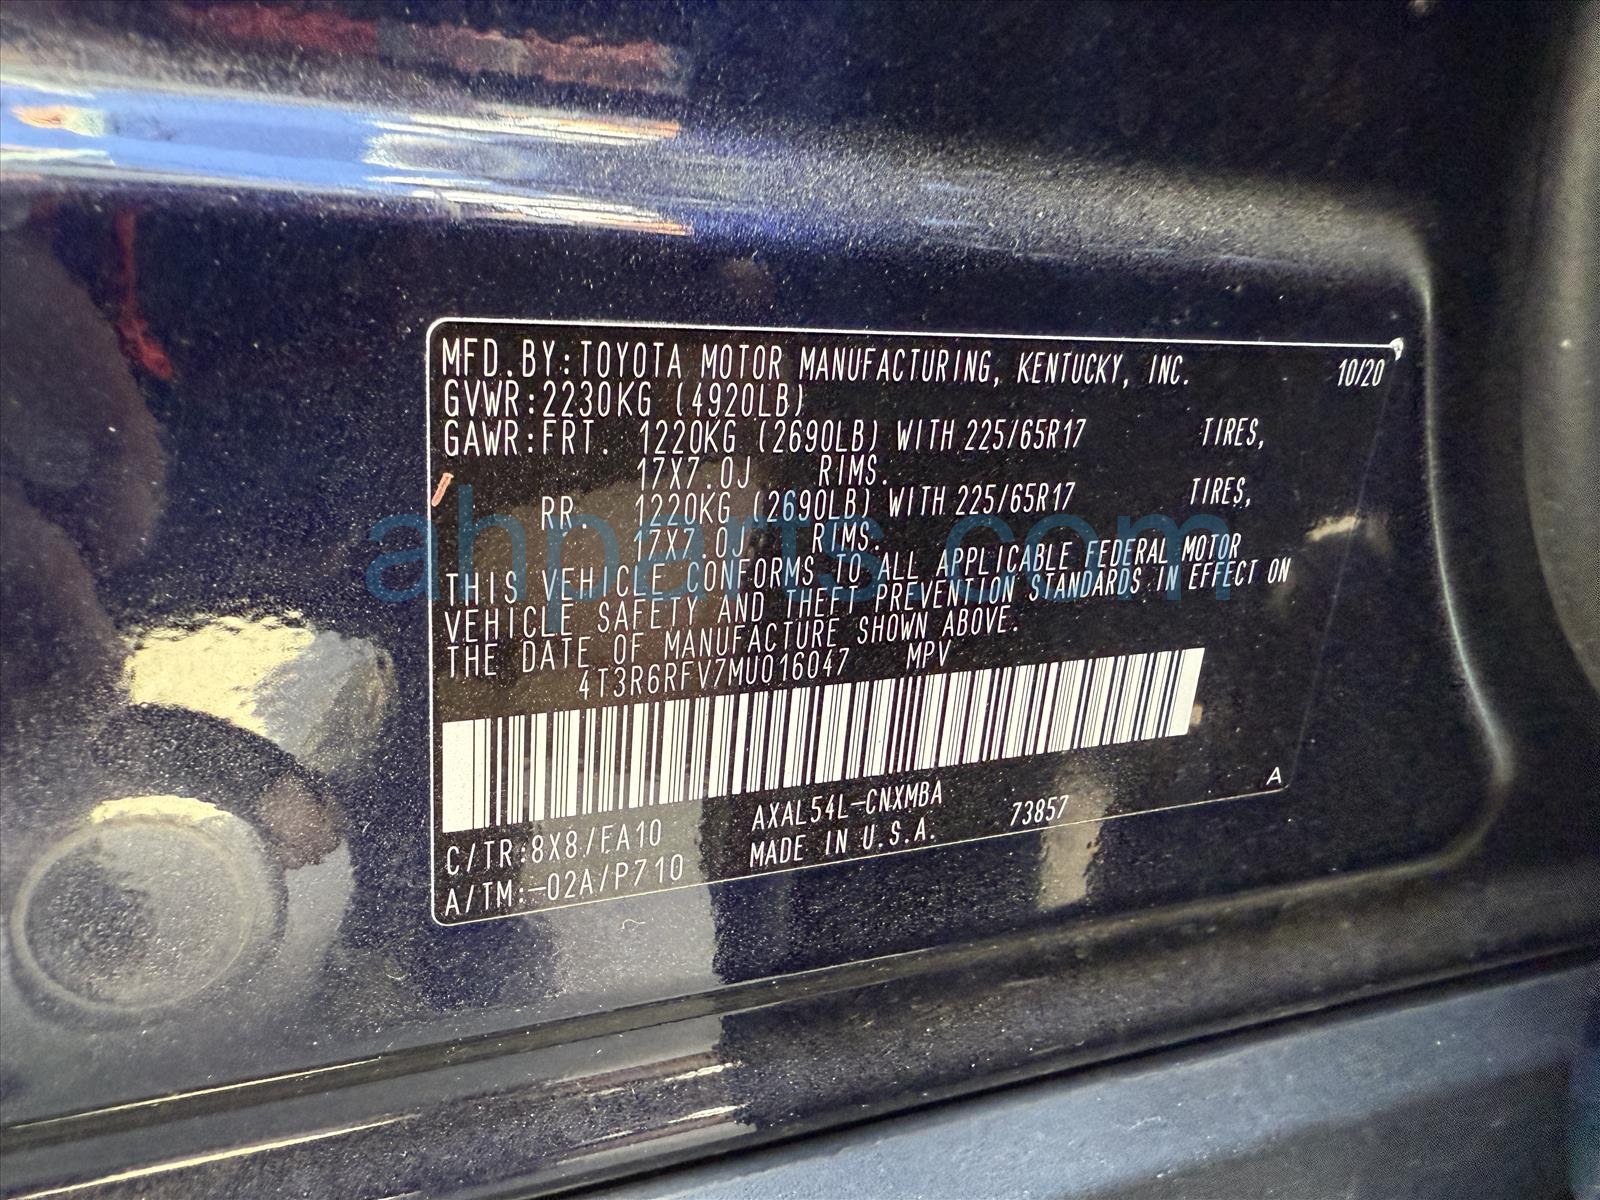 MFD.BY:TOYOTA MOTOR MANUFACTURING, KENTUCKY, INC. 10/20
GVWR:2230KG (4920LB)
GAWR:FRT. 1220KG (2690LB) WITH 225/65R17 TIRES,
17X7.0J RIMS.
RR. 1220KG (2690LB) WITH 225/65R17 TIRES,
17X7.0J RIMS.
ahparts.com
THIS VEHICLE CONFORMS TO ALL APPLICABLE FEDERAL MOTOR
VEHICLE SAFETY AND THEFT PREVENTION STANDARDS IN EFFECT ON
THE DATE OF MANUFACTURE SHOWN ABOVE.
4T3R6RFV7MU016047 MPV
A
C/TR:8X8/EA10 AXAL54L-CNXMBA 73857
A/TM:-02A/P710 MADE IN U.S.A.